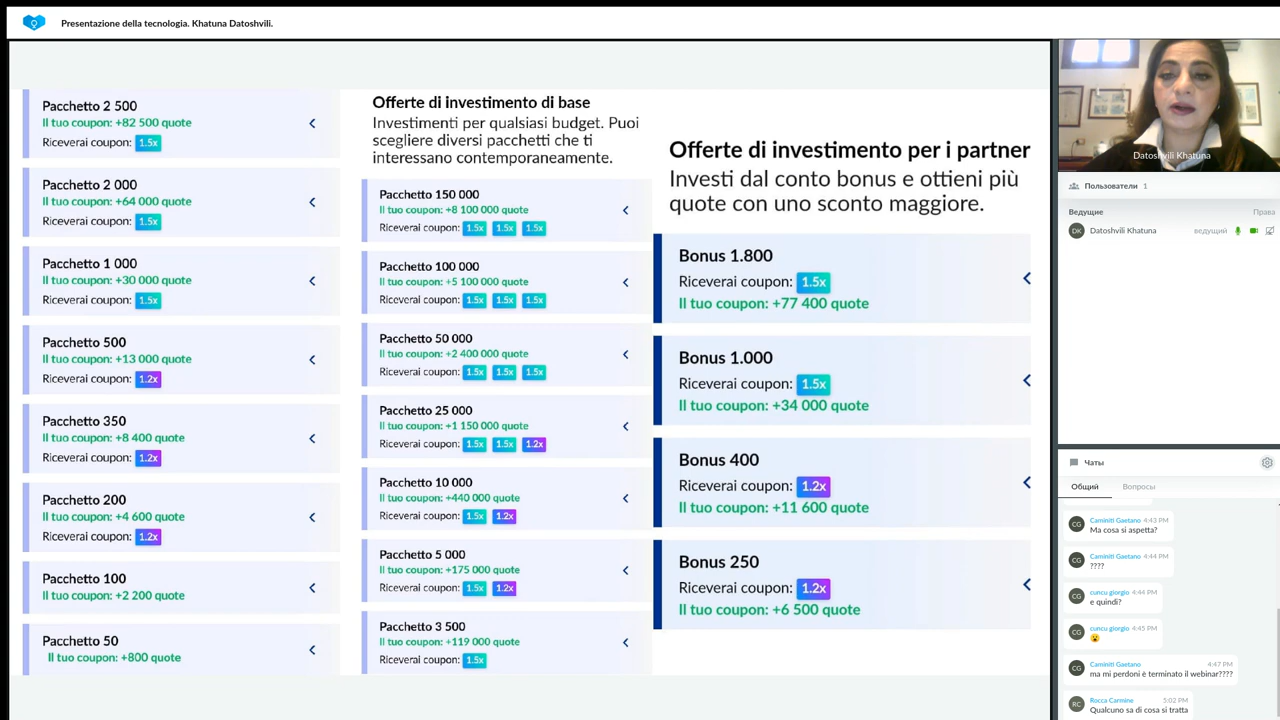 Presentazione della tecnologia. Khatuna Datoshvili.
Pacchetto 2 500
Il tuo coupon: +82 500 quote
Riceverai coupon: 1.5x
Pacchetto 2 000
Il tuo coupon: +64 000 quote
Riceverai coupon: 1.5x
Pacchetto 1 000
Il tuo coupon: +30 000 quote
Riceverai coupon: 1.5x
Pacchetto 500
Il tuo coupon: +13 000 quote
Riceverai coupon: 1.2x
Pacchetto 350
Il tuo coupon: +8 400 quote
Riceverai coupon: 1.2x
Pacchetto 200
Il tuo coupon: +4 600 quote
Riceverai coupon: 1.2x
Pacchetto 100
Il tuo coupon: +2 200 quote
Pacchetto 50
Il tuo coupon: +800 quote
Offerte di investimento di base
Investimenti per qualsiasi budget. Puoi
scegliere diversi pacchetti che ti
interessano contemporaneamente.
Pacchetto 150 000
Il tuo coupon: +8 100 000 quote
Riceverai coupon: 1.5x 1.5x 1.5x
Pacchetto 100 000
Il tuo coupon: +5 100 000 quote
Riceverai coupon: 1.5x 1.5x 1.5x
Pacchetto 50 000
Il tuo coupon: +2 400 000 quote
Riceverai coupon: 1.5x 1.5x 1.5x
Pacchetto 25 000
Il tuo coupon: +1 150 000 quote
Riceverai coupon: 1.5x 1.5x 1.2x
Pacchetto 10 000
Il tuo coupon: +440 000 quote
Riceverai coupon: 1.5x 1.2x
Pacchetto 5 000
Il tuo coupon: +175 000 quote
Riceverai coupon: 1.5x 1.2x
Pacchetto 3 500
Il tuo coupon: +119 000 quote
Riceverai coupon: 1.5x
Offerte di investimento per i partner
Investi dal conto bonus e ottieni più
quote con uno sconto maggiore.
Bonus 1.800
Riceverai coupon: 1.5x
Il tuo coupon: +77 400 quote
Bonus 1.000
Riceverai coupon: 1.5x
Il tuo coupon: +34 000 quote
Bonus 400
Riceverai coupon: 1.2x
Il tuo coupon: +11 600 quote
Bonus 250
Riceverai coupon: 1.2x
Il tuo coupon: +6 500 quote
Datoshvili Khatuna
Пользователи 1
Ведущие Права
DK Datoshvili Khatuna ведущий
Чаты
Общий Вопросы
CG Caminiti Gaetano 4:43 PM
Ma cosa si aspetta?
CG Caminiti Gaetano 4:44 PM
????
CG cuncu giorgio 4:44 PM
e quindi?
CG cuncu giorgio 4:45 PM
😮
CG Caminiti Gaetano 4:47 PM
ma mi perdoni è terminato il webinar????
RC Rocca Carmine 5:02 PM
Qualcuno sa di cosa si tratta